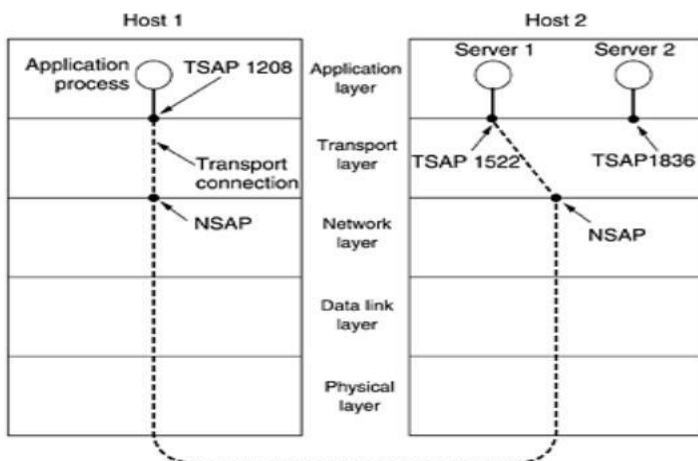 Host 1
Host 2
Application
process
TSAP 1208
Application
layer
Server 1
Server 2
Transport
connection
Transport
layer
TSAP 1522
TSAP1836
NSAP
Network
layer
NSAP
Data link
layer
Physical
layer